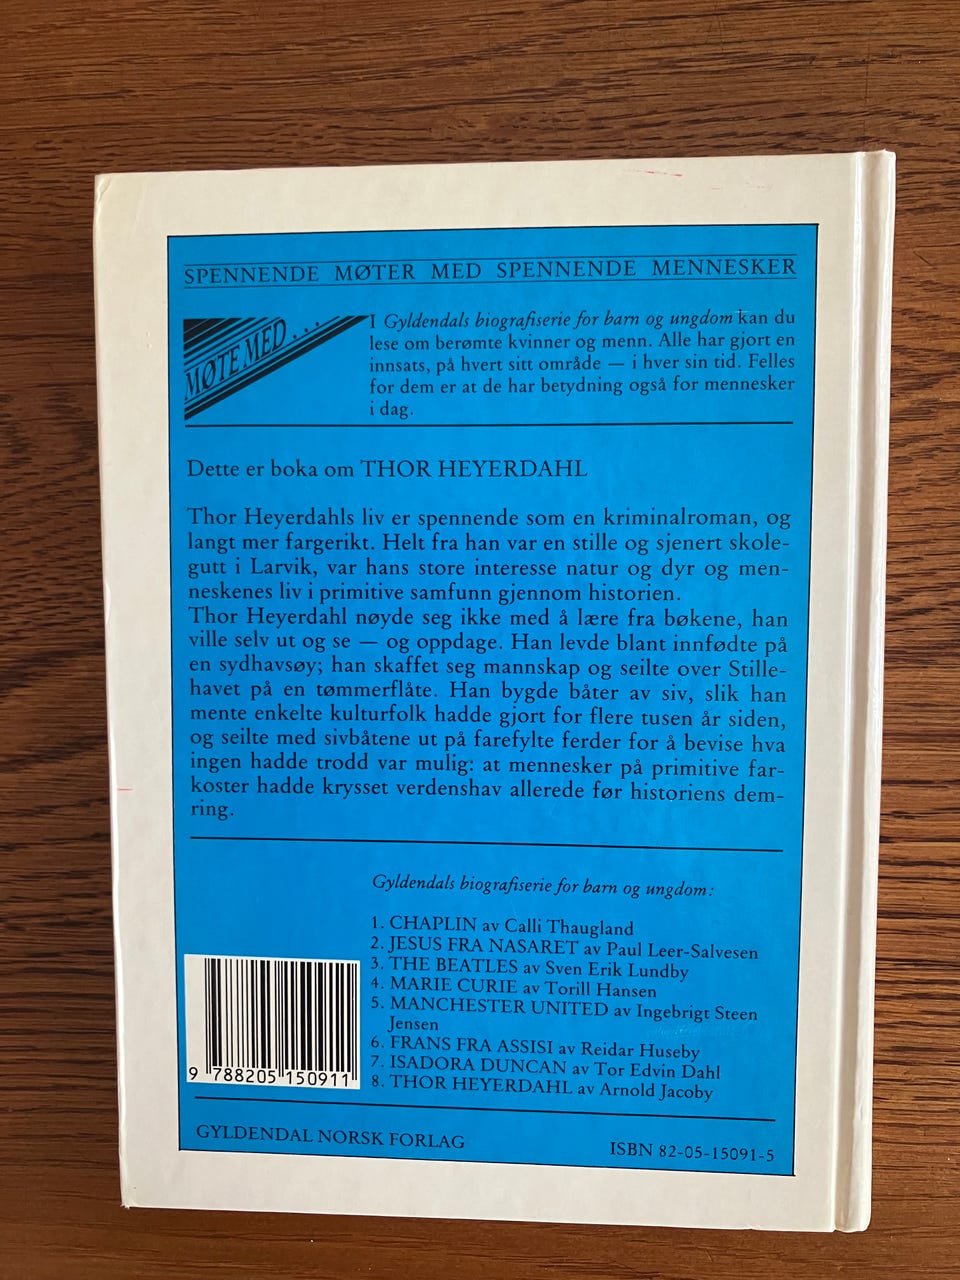 SPENNENDE MØTER MED SPENNENDE MENNESKER
MØTE MED...
I Gyldendals biografiserie for barn og ungdom kan du
lese om berømte kvinner og menn. Alle har gjort en
innsats, på hvert sitt område — i hver sin tid. Felles
for dem er at de har betydning også for mennesker
i dag.
Dette er boka om THOR HEYERDAHL
Thor Heyerdahls liv er spennende som en kriminalroman, og
langt mer fargerikt. Helt fra han var en stille og sjenert skole-
gutt i Larvik, var hans store interesse natur og dyr og men-
neskenes liv i primitive samfunn gjennom historien.
Thor Heyerdahl nøyde seg ikke med å lære fra bøkene, han
ville selv ut og se — og oppdage. Han levde blant innfødte på
en sydhavsøy; han skaffet seg mannskap og seilte over Stille-
havet på en tømmerflåte. Han bygde båter av siv, slik han
mente enkelte kulturfolk hadde gjort for flere tusen år siden,
og seilte med sivbåtene ut på farefylte ferder for å bevise hva
ingen hadde trodd var mulig: at mennesker på primitive far-
koster hadde krysset verdenshav allerede før historiens dem-
ring.
Gyldendals biografiserie for barn og ungdom:
1. CHAPLIN av Calli Thaugland
2. JESUS FRA NASARET av Paul Leer-Salvesen
3. THE BEATLES av Sven Erik Lundby
4. MARIE CURIE av Torill Hansen
5. MANCHESTER UNITED av Ingebrigt Steen
Jensen
6. FRANS FRA ASSISI av Reidar Huseby
7. ISADORA DUNCAN av Tor Edvin Dahl
8. THOR HEYERDAHL av Arnold Jacoby
9 788205 150911
GYLDENDAL NORSK FORLAG
ISBN 82-05-15091-5